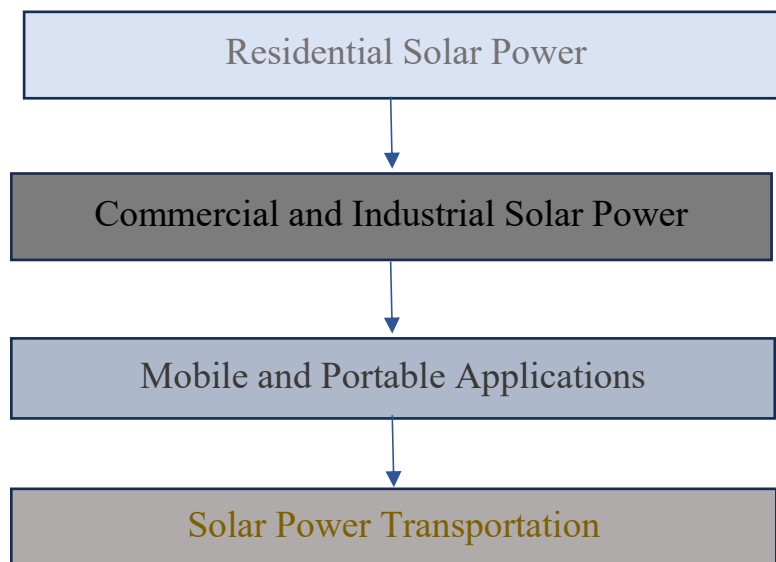 Residential Solar Power
Commercial and Industrial Solar Power
Mobile and Portable Applications
Solar Power Transportation